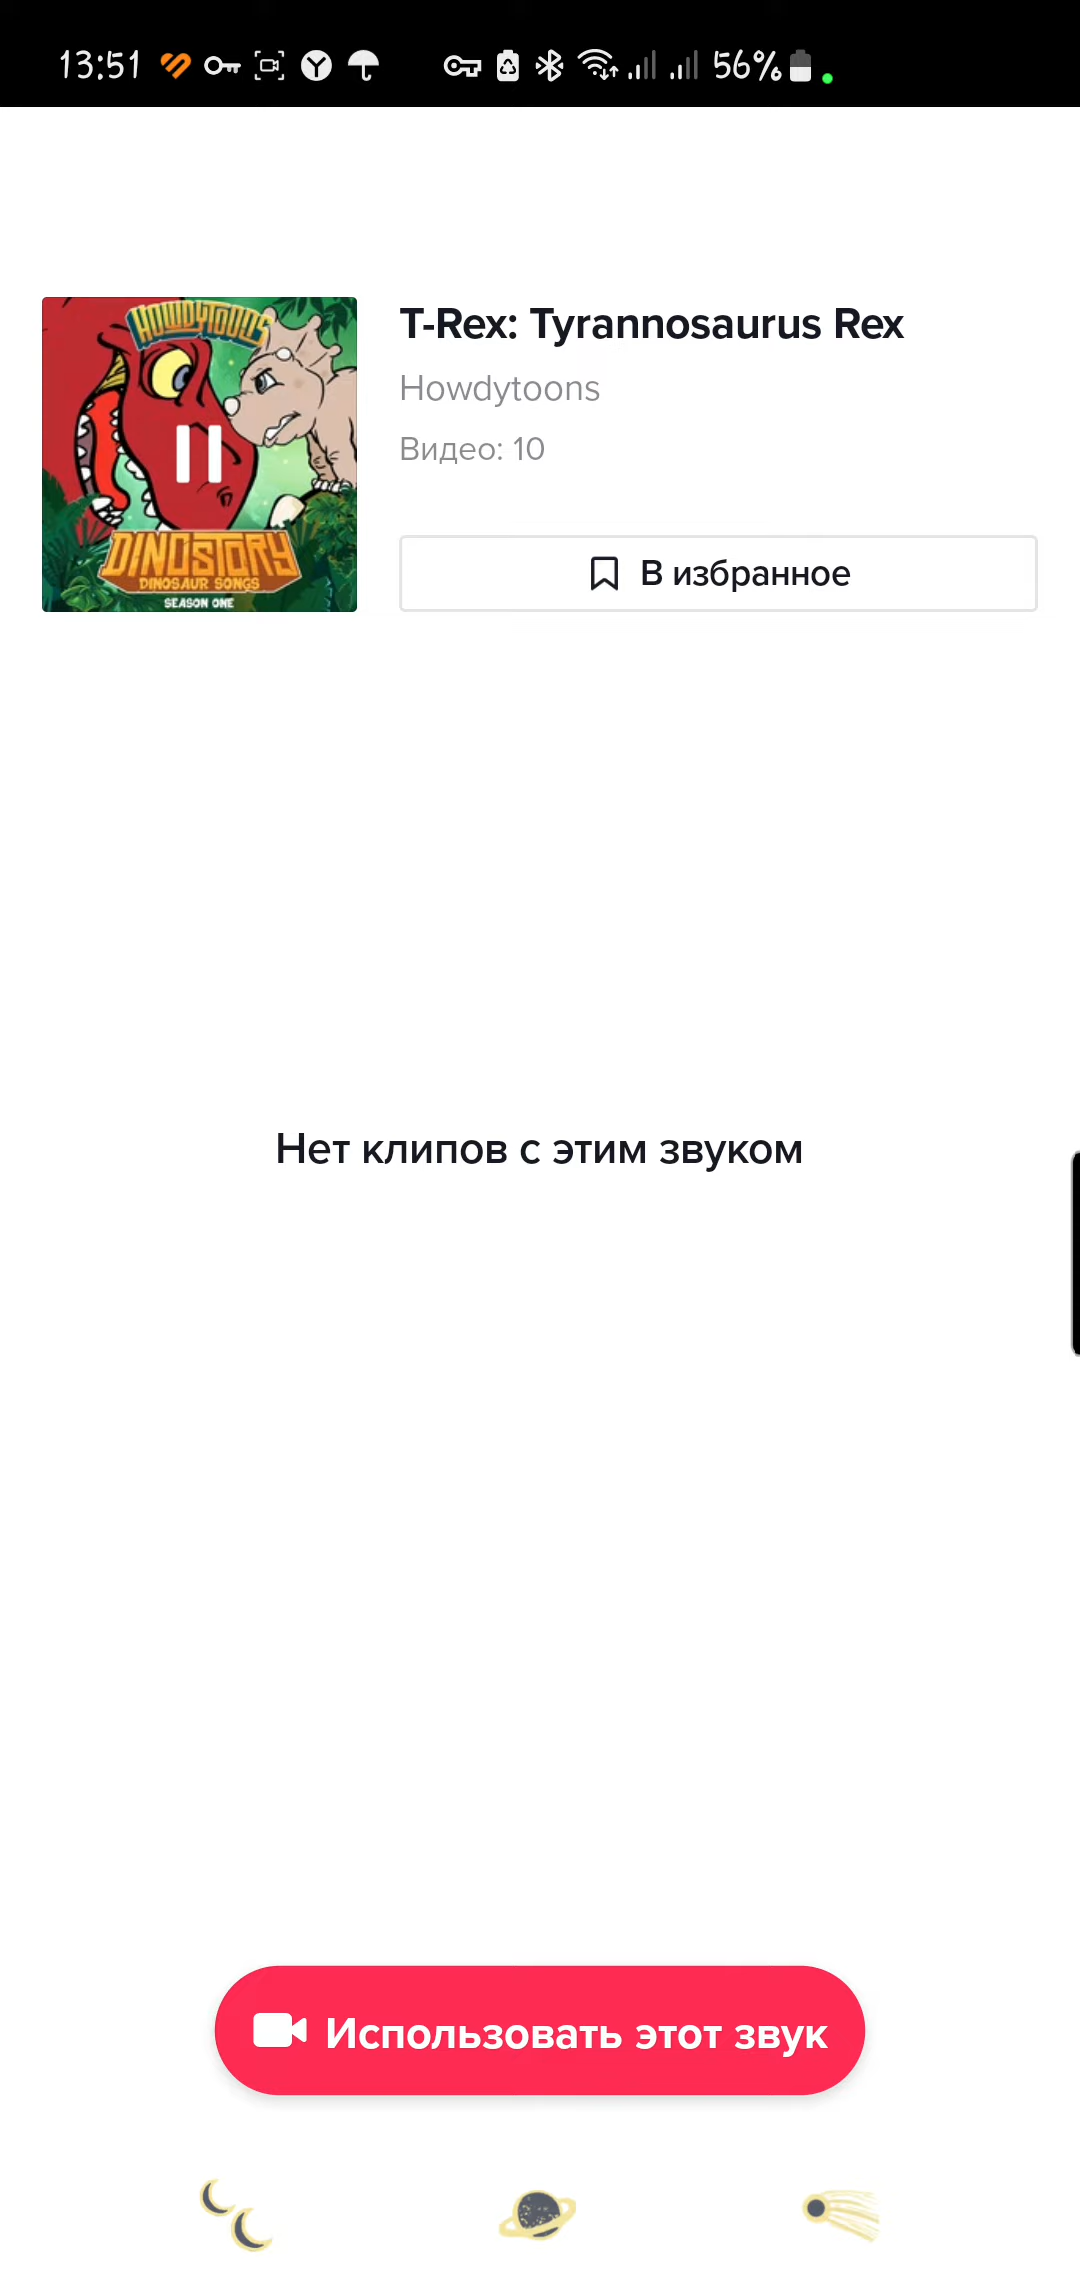 13:51
56%
HOWDYTOONS
DINOSTORY
DINOSAUR SONGS
SEASON ONE
T-Rex: Tyrannosaurus Rex
Howdytoons
Видео: 10
В избранное
Нет клипов с этим звуком
Использовать этот звук